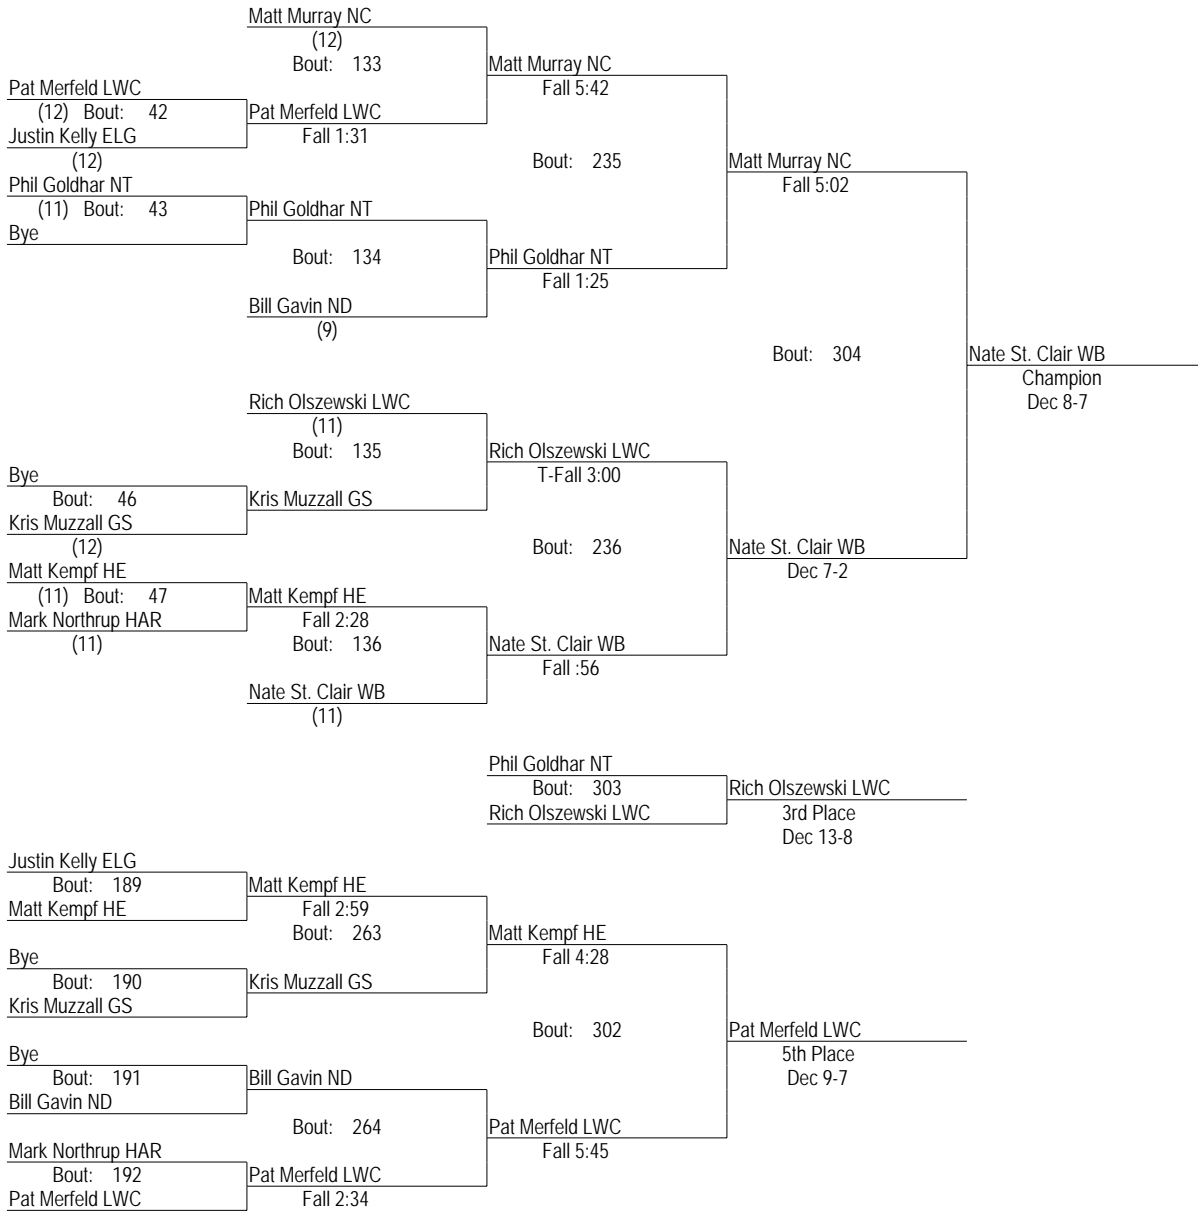 Matt Murray NC
(12)
Bout: 133
Matt Murray NC
Fall 5:42
Pat Merfeld LWC
(12) Bout: 42
Pat Merfeld LWC
Justin Kelly ELG
Fall 1:31
(12)
Bout: 235
Matt Murray NC
Fall 5:02
Phil Goldhar NT
(11) Bout: 43
Phil Goldhar NT
Bye
Bout: 134
Phil Goldhar NT
Fall 1:25
Bill Gavin ND
(9)
Bout: 304
Nate St. Clair WB
Champion
Dec 8-7
Rich Olszewski LWC
(11)
Bout: 135
Rich Olszewski LWC
T-Fall 3:00
Bye
Bout: 46
Kris Muzzall GS
Kris Muzzall GS
(12)
Bout: 236
Nate St. Clair WB
Dec 7-2
Matt Kempf HE
(11) Bout: 47
Matt Kempf HE
Mark Northrup HAR
Fall 2:28
(11)
Bout: 136
Nate St. Clair WB
Fall :56
Nate St. Clair WB
(11)
Phil Goldhar NT
Bout: 303
Rich Olszewski LWC
Rich Olszewski LWC
3rd Place
Dec 13-8
Justin Kelly ELG
Bout: 189
Matt Kempf HE
Matt Kempf HE
Fall 2:59
Bout: 263
Matt Kempf HE
Fall 4:28
Bye
Bout: 190
Kris Muzzall GS
Kris Muzzall GS
Bout: 302
Pat Merfeld LWC
5th Place
Dec 9-7
Bye
Bout: 191
Bill Gavin ND
Bill Gavin ND
Bout: 264
Pat Merfeld LWC
Fall 5:45
Mark Northrup HAR
Bout: 192
Pat Merfeld LWC
Pat Merfeld LWC
Fall 2:34